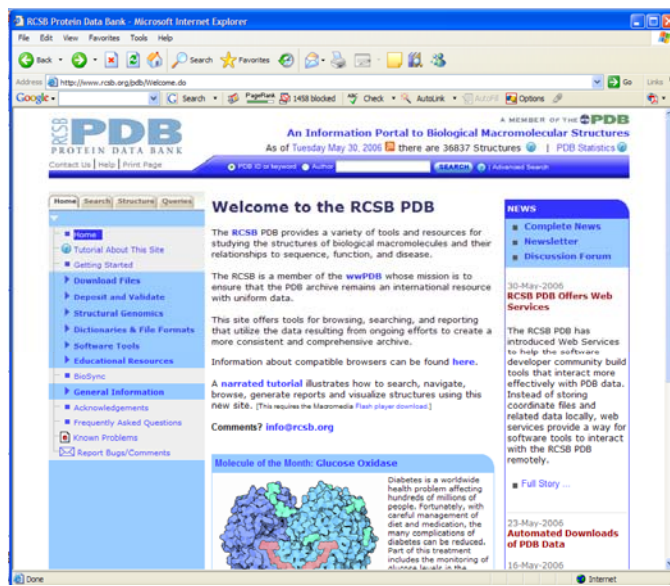 RCSB Protein Data Bank - Microsoft Internet Explorer
File Edit View Favorites Tools Help
Back Search Favorites
Address http://www.rcsb.org/pdb/Welcome.do Go Links
Google Search PageRank 1458 blocked Check AutoLink AutoFill Options
RCSB PDB
PROTEIN DATA BANK
A MEMBER OF THE PDB
An Information Portal to Biological Macromolecular Structures
As of Tuesday May 30, 2006 there are 36837 Structures | PDB Statistics
Contact Us | Help | Print Page
PDB ID or keyword Author SEARCH | Advanced Search
Home Search Structure Queries
Home
Tutorial About This Site
Getting Started
Download Files
Deposit and Validate
Structural Genomics
Dictionaries & File Formats
Software Tools
Educational Resources
BioSync
General Information
Acknowledgements
Frequently Asked Questions
Known Problems
Report Bugs/Comments
Welcome to the RCSB PDB
The RCSB PDB provides a variety of tools and resources for
studying the structures of biological macromolecules and their
relationships to sequence, function, and disease.
The RCSB is a member of the wwPDB whose mission is to
ensure that the PDB archive remains an international resource
with uniform data.
This site offers tools for browsing, searching, and reporting
that utilize the data resulting from ongoing efforts to create a
more consistent and comprehensive archive.
Information about compatible browsers can be found here.
A narrated tutorial illustrates how to search, navigate,
browse, generate reports and visualize structures using this
new site. [This requires the Macromedia Flash player download.]
Comments? info@rcsb.org
Molecule of the Month: Glucose Oxidase
Diabetes is a worldwide
health problem affecting
hundreds of millions of
people. Fortunately, with
careful management of
diet and medication, the
many complications of
diabetes can be reduced.
Part of this treatment
includes the monitoring of
glucose levels in the
NEWS
Complete News
Newsletter
Discussion Forum
30-May-2006
RCSB PDB Offers Web
Services
The RCSB PDB has
introduced Web Services
to help the software
developer community build
tools that interact more
effectively with PDB data.
Instead of storing
coordinate files and
related data locally, web
services provide a way for
software tools to interact
with the RCSB PDB
remotely.
Full Story ...
23-May-2006
Automated Downloads
of PDB Data
16-May-2006
Done Internet